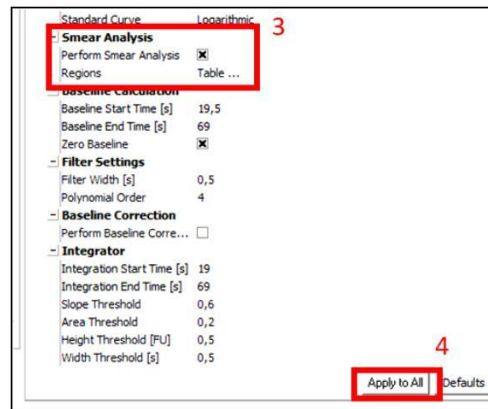 Standard Curve Logarithmic
3
Smear Analysis
Perform Smear Analysis
Regions Table ...
Baseline Calculation
Baseline Start Time [s] 19,5
Baseline End Time [s] 69
Zero Baseline
Filter Settings
Filter Width [s] 0,5
Polynomial Order 4
Baseline Correction
Perform Baseline Corre...
Integrator
Integration Start Time [s] 19
Integration End Time [s] 69
Slope Threshold 0,6
Area Threshold 0,2
Height Threshold [FU] 0,5
Width Threshold [s] 0,5
4
Apply to All Defaults